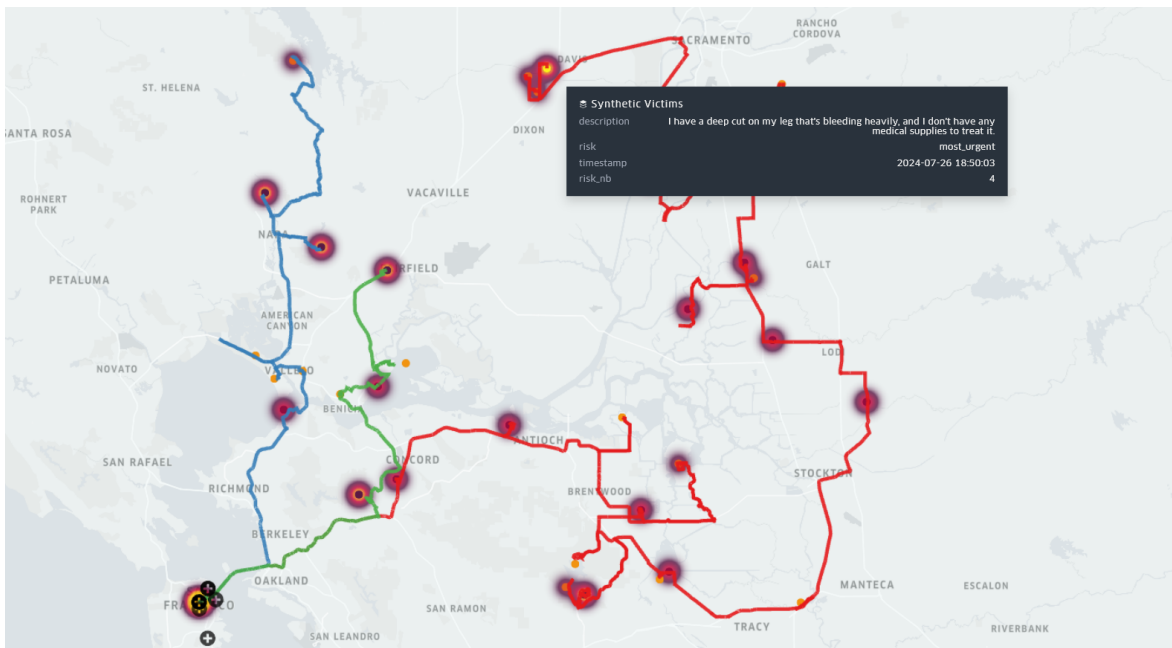 RANCHO
CORDOVA
SACRAMENTO
DAVIS
ST. HELENA
SANTA ROSA
DIXON
Synthetic Victims
description I have a deep cut on my leg that's bleeding heavily, and I don't have any
medical supplies to treat it.
risk most_urgent
timestamp 2024-07-26 18:50:03
risk_nb 4
VACAVILLE
ROHNERT
PARK
GALT
PETALUMA
AMERICAN
CANYON
LODI
NOVATO
VALLEJO
BENICIA
ANTIOCH
CONCORD
SAN RAFAEL
STOCKTON
RICHMOND
BRENTWOOD
BERKELEY
OAKLAND
MANTECA
ESCALON
SAN RAMON
TRACY
RIVERBANK
SAN LEANDRO